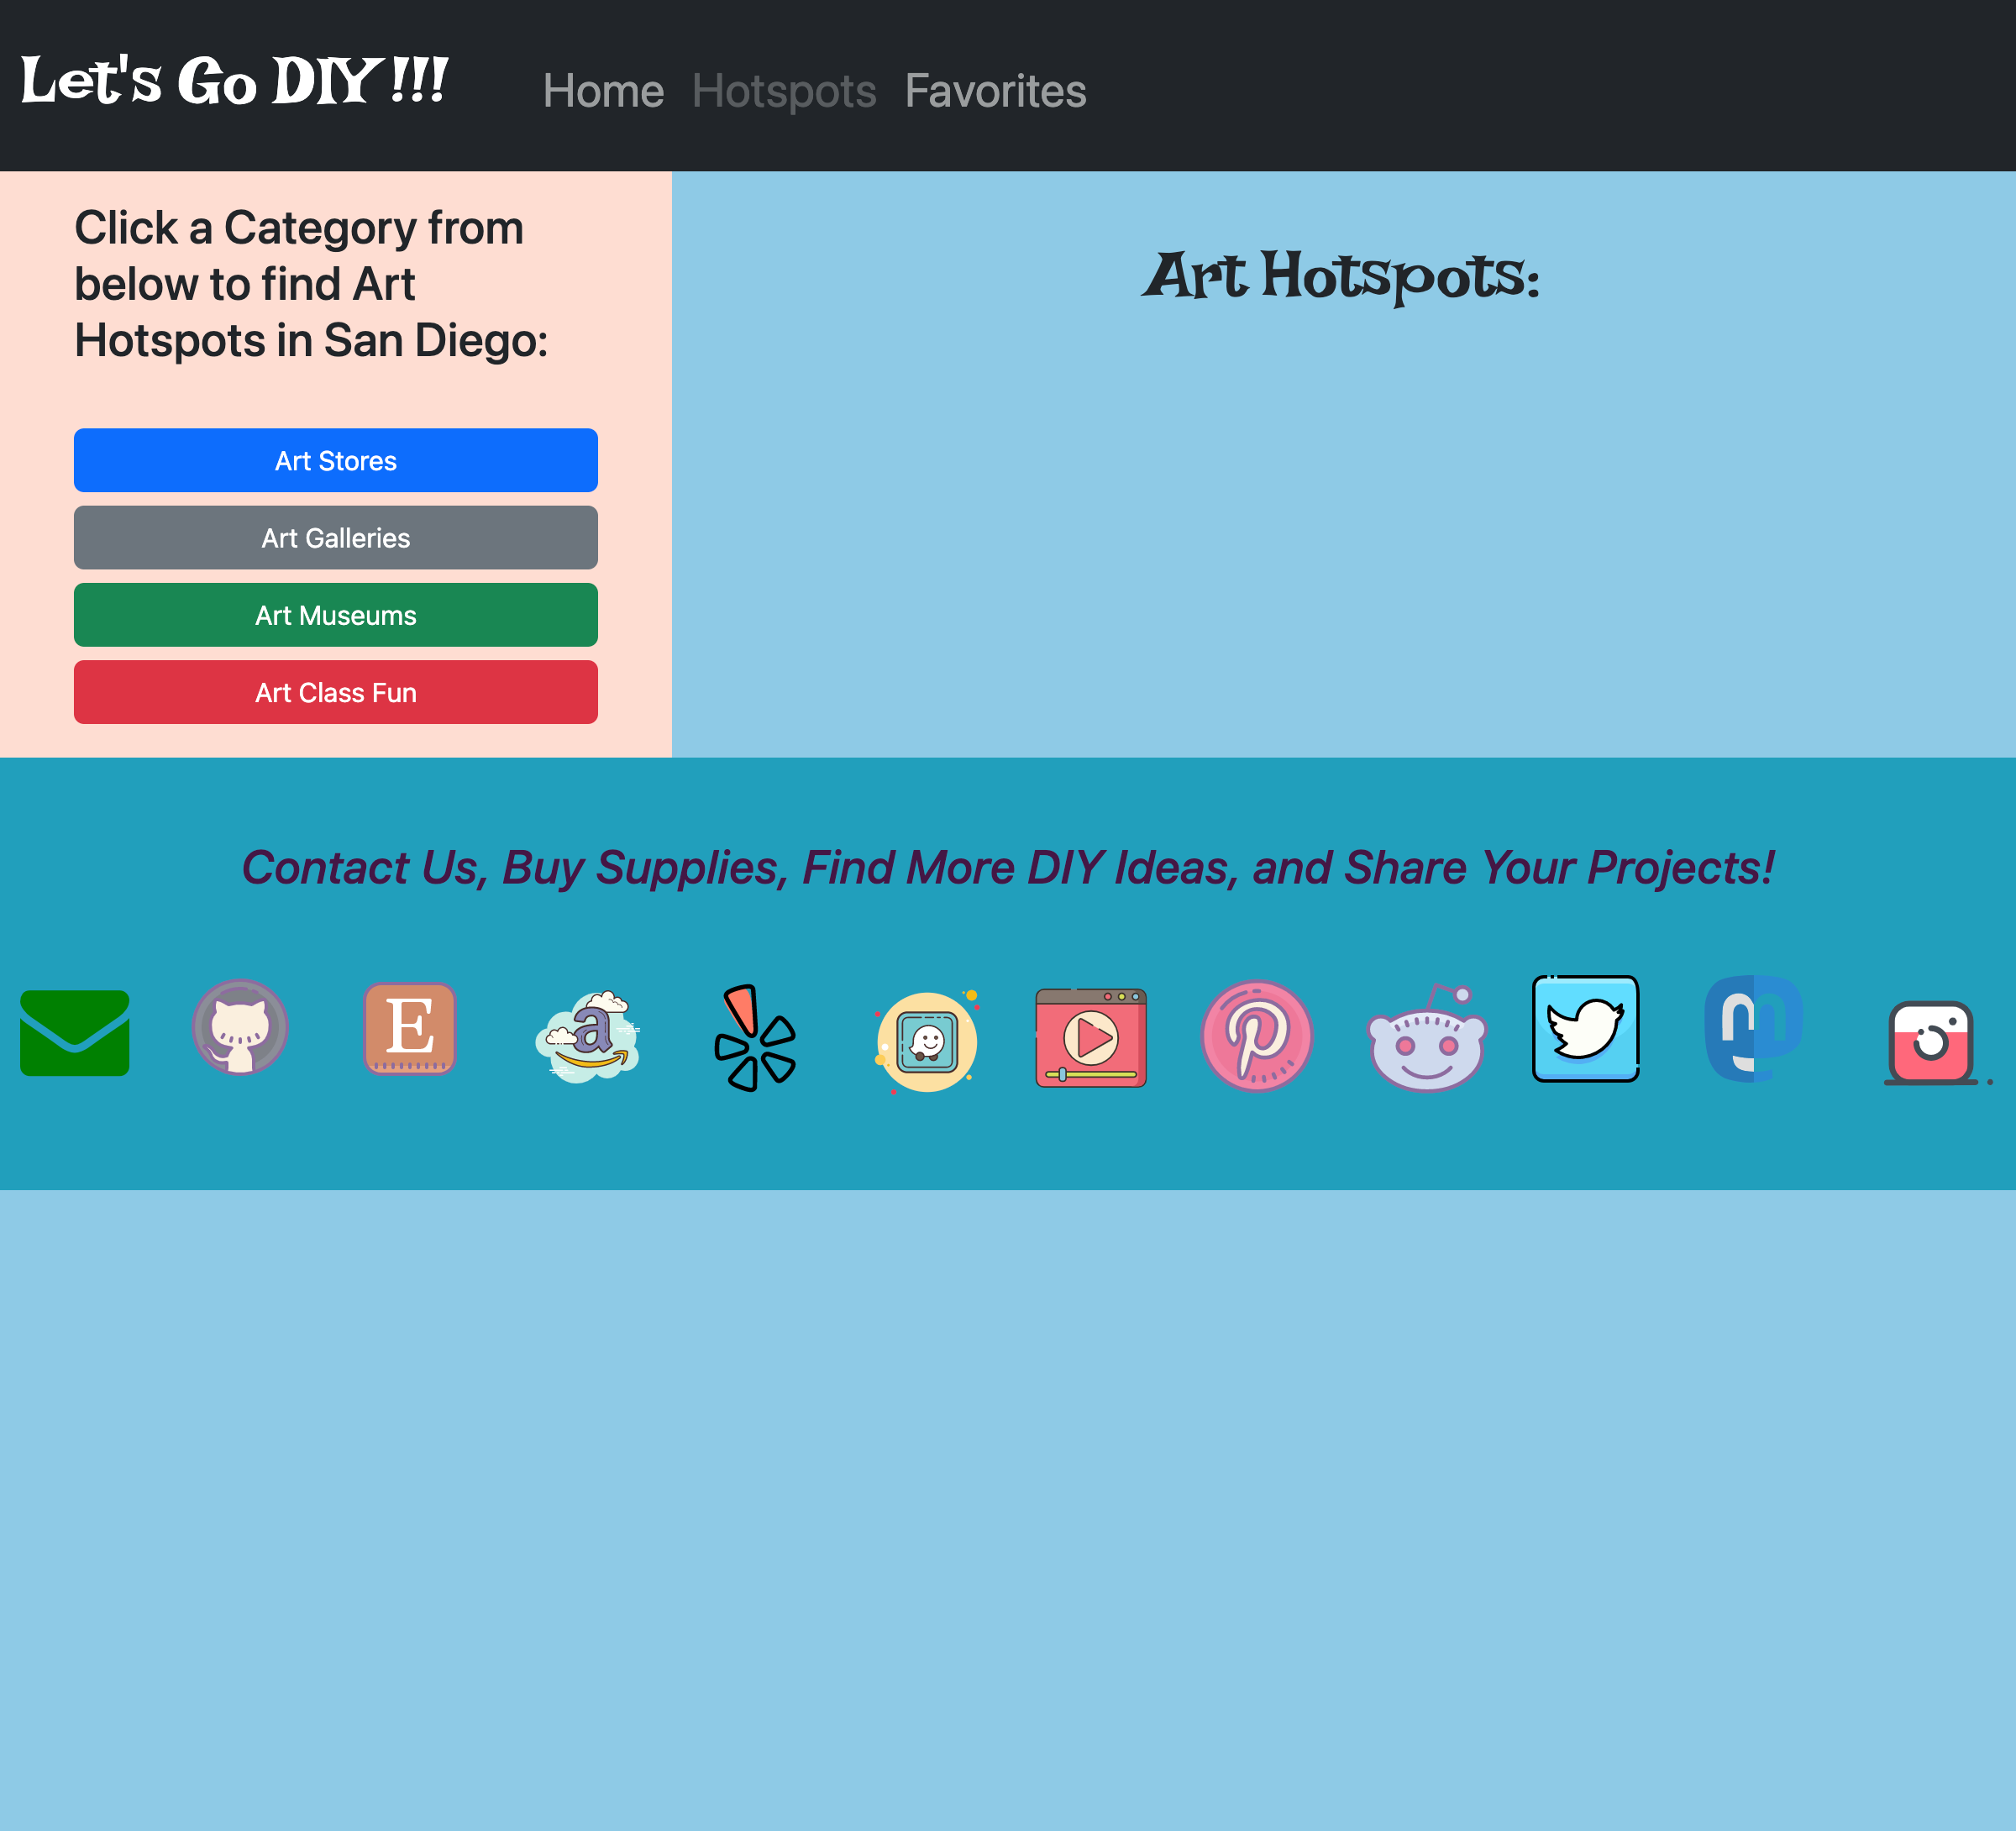 Let's Go DIY!!!
Home Hotspots Favorites
Click a Category from
below to find Art
Hotspots in San Diego:
Art Hotspots:
Art Stores
Art Galleries
Art Museums
Art Class Fun
Contact Us, Buy Supplies, Find More DIY Ideas, and Share Your Projects!
E
a